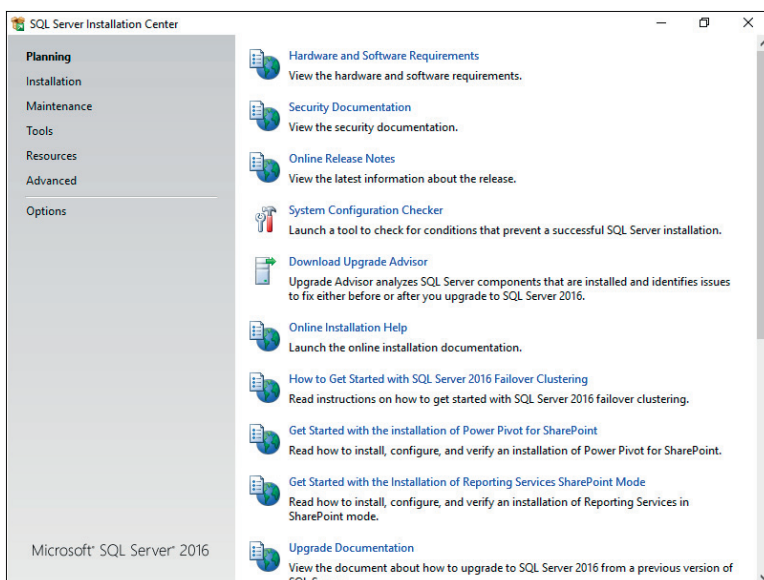 SQL Server Installation Center
Planning
Installation
Maintenance
Tools
Resources
Advanced
Options
Microsoft® SQL Server® 2016
Hardware and Software Requirements
View the hardware and software requirements.
Security Documentation
View the security documentation.
Online Release Notes
View the latest information about the release.
System Configuration Checker
Launch a tool to check for conditions that prevent a successful SQL Server installation.
Download Upgrade Advisor
Upgrade Advisor analyzes SQL Server components that are installed and identifies issues
to fix either before or after you upgrade to SQL Server 2016.
Online Installation Help
Launch the online installation documentation.
How to Get Started with SQL Server 2016 Failover Clustering
Read instructions on how to get started with SQL Server 2016 failover clustering.
Get Started with the installation of Power Pivot for SharePoint
Read how to install, configure, and verify an installation of Power Pivot for SharePoint.
Get Started with the Installation of Reporting Services SharePoint Mode
Read how to install, configure, and verify an installation of Reporting Services in
SharePoint mode.
Upgrade Documentation
View the document about how to upgrade to SQL Server 2016 from a previous version of